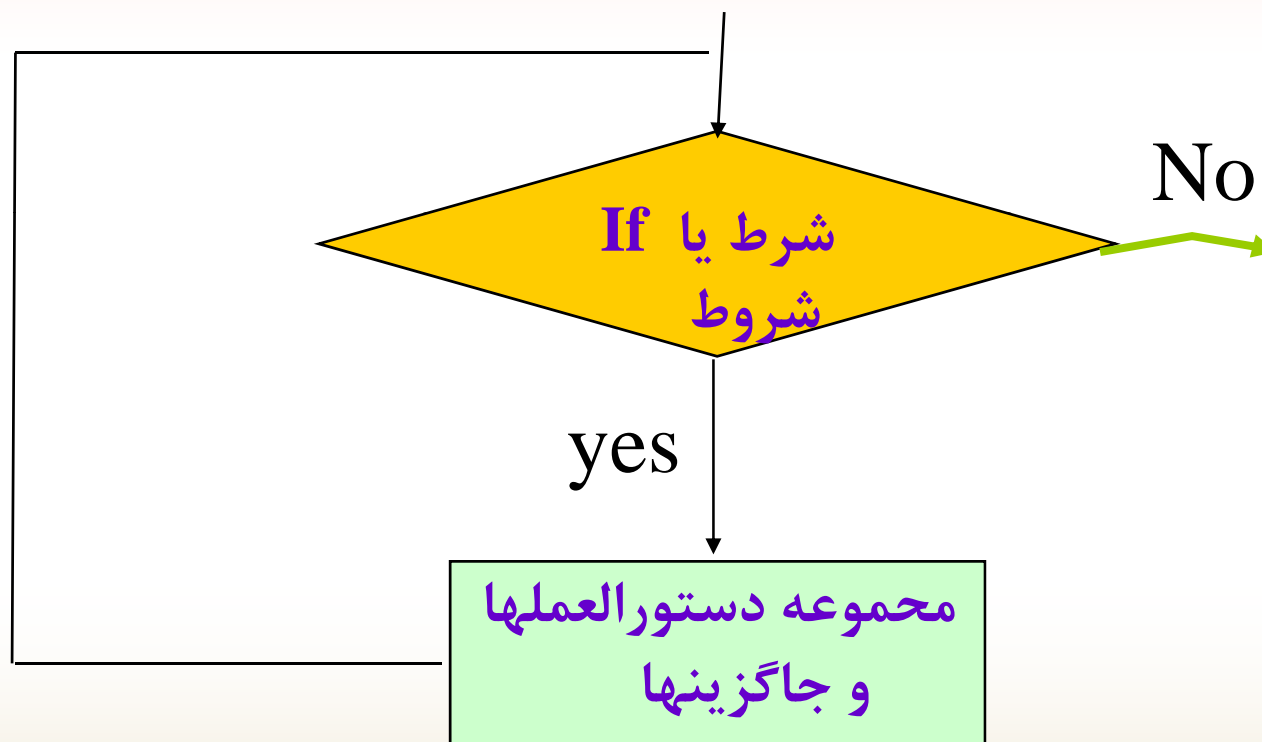 No
If شرط یا
شروط
yes
محموعه دستورالعملها
و جاگزینها